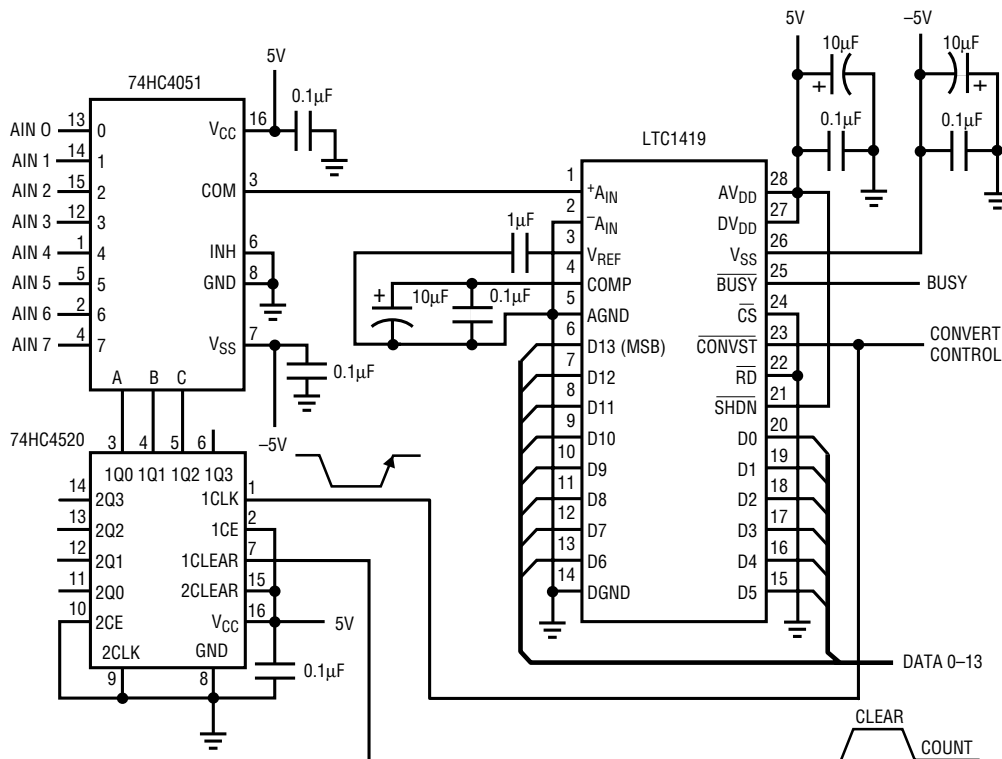 5V
74HC4051
0.1µF
AIN 0 13 0
VCC 16
AIN 1 14 1
AIN 2 15 2
COM 3
AIN 3 12 3
AIN 4 1 4
INH 6
AIN 5 5 5
GND 8
AIN 6 2 6
AIN 7 4 7
VSS 7
0.1µF
A B C
–5V
74HC4520
3 4 5 6
1Q0 1Q1 1Q2 1Q3
14 2Q3
1CLK 1
13 2Q2
1CE 2
12 2Q1
1CLEAR 7
11 2Q0
2CLEAR 15
10 2CE
VCC 16
5V
2CLK GND
9 8
0.1µF
5V
–5V
10µF
+
10µF
+
0.1µF
0.1µF
LTC1419
1 +AIN
2 –AIN
3 VREF
4 COMP
5 AGND
6 D13 (MSB)
7 D12
8 D11
9 D10
10 D9
11 D8
12 D7
13 D6
14 DGND
AVDD 28
DVDD 27
VSS 26
BUSY 25
CS 24
CONVST 23
RD 22
SHDN 21
D0 20
D1 19
D2 18
D3 17
D4 16
D5 15
1µF
+
10µF
0.1µF
BUSY
CONVERT
CONTROL
DATA 0–13
CLEAR
COUNT